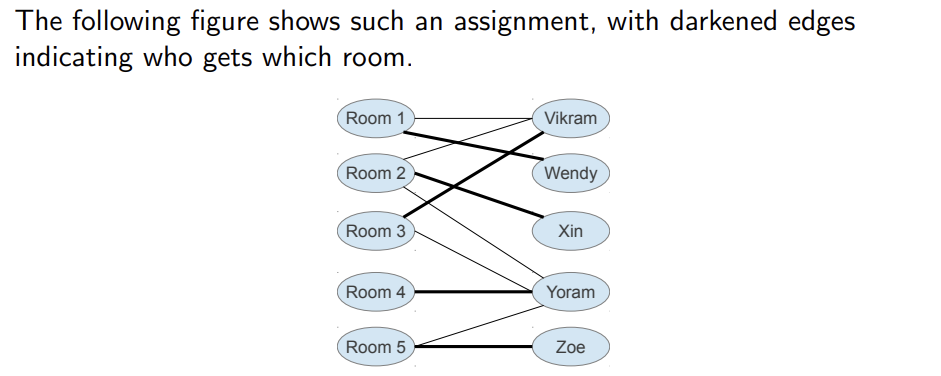 The following figure shows such an assignment, with darkened edges
indicating who gets which room.
Room 1
Vikram
Room 2
Wendy
Room 3
Xin
Room 4
Yoram
Room 5
Zoe